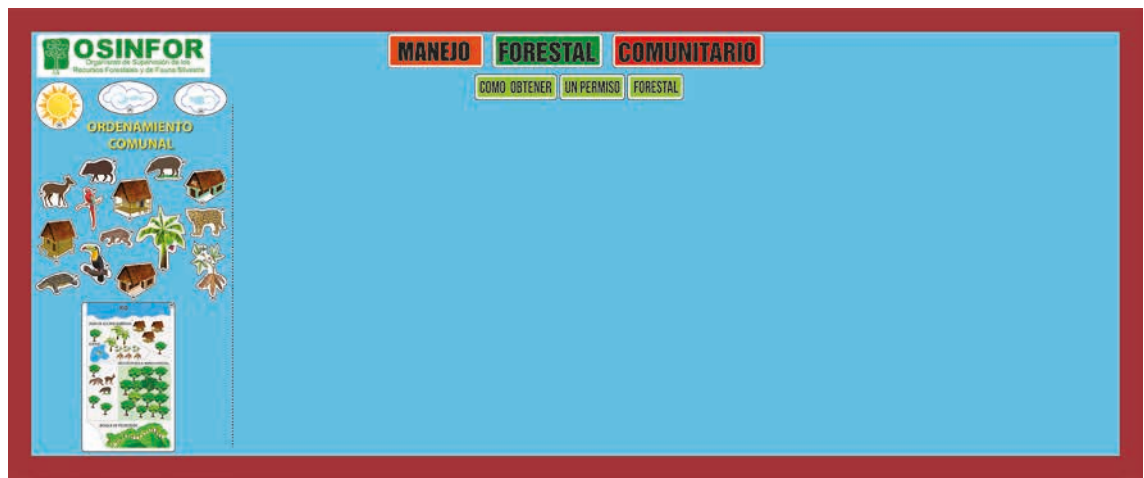 OSINFOR
Organismo de Supervisión de los
Recursos Forestales y de Fauna Silvestre
MANEJO FORESTAL COMUNITARIO
COMO OBTENER UN PERMISO FORESTAL
ORDENAMIENTO
COMUNAL